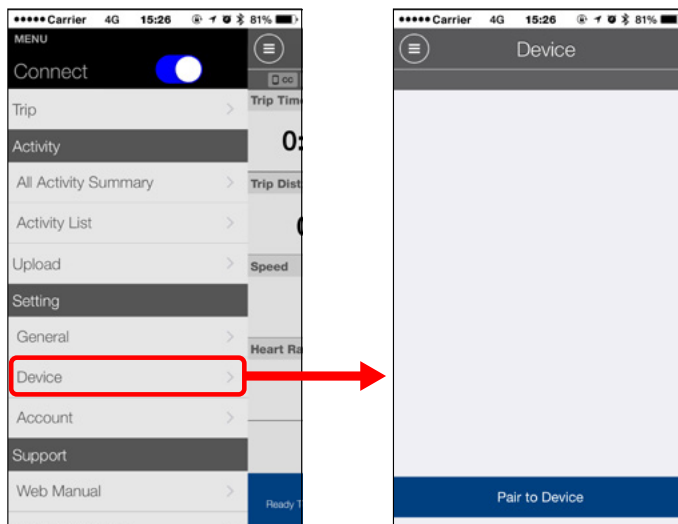 Carrier 4G 15:26 81%
MENU
Connect
Trip
Activity
All Activity Summary
Activity List
Upload
Setting
General
Device
Account
Support
Web Manual
CC
Trip Tim
0:
Trip Dist
Speed
Heart Ra
Ready T
Carrier 4G 15:26 81%
Device
Pair to Device